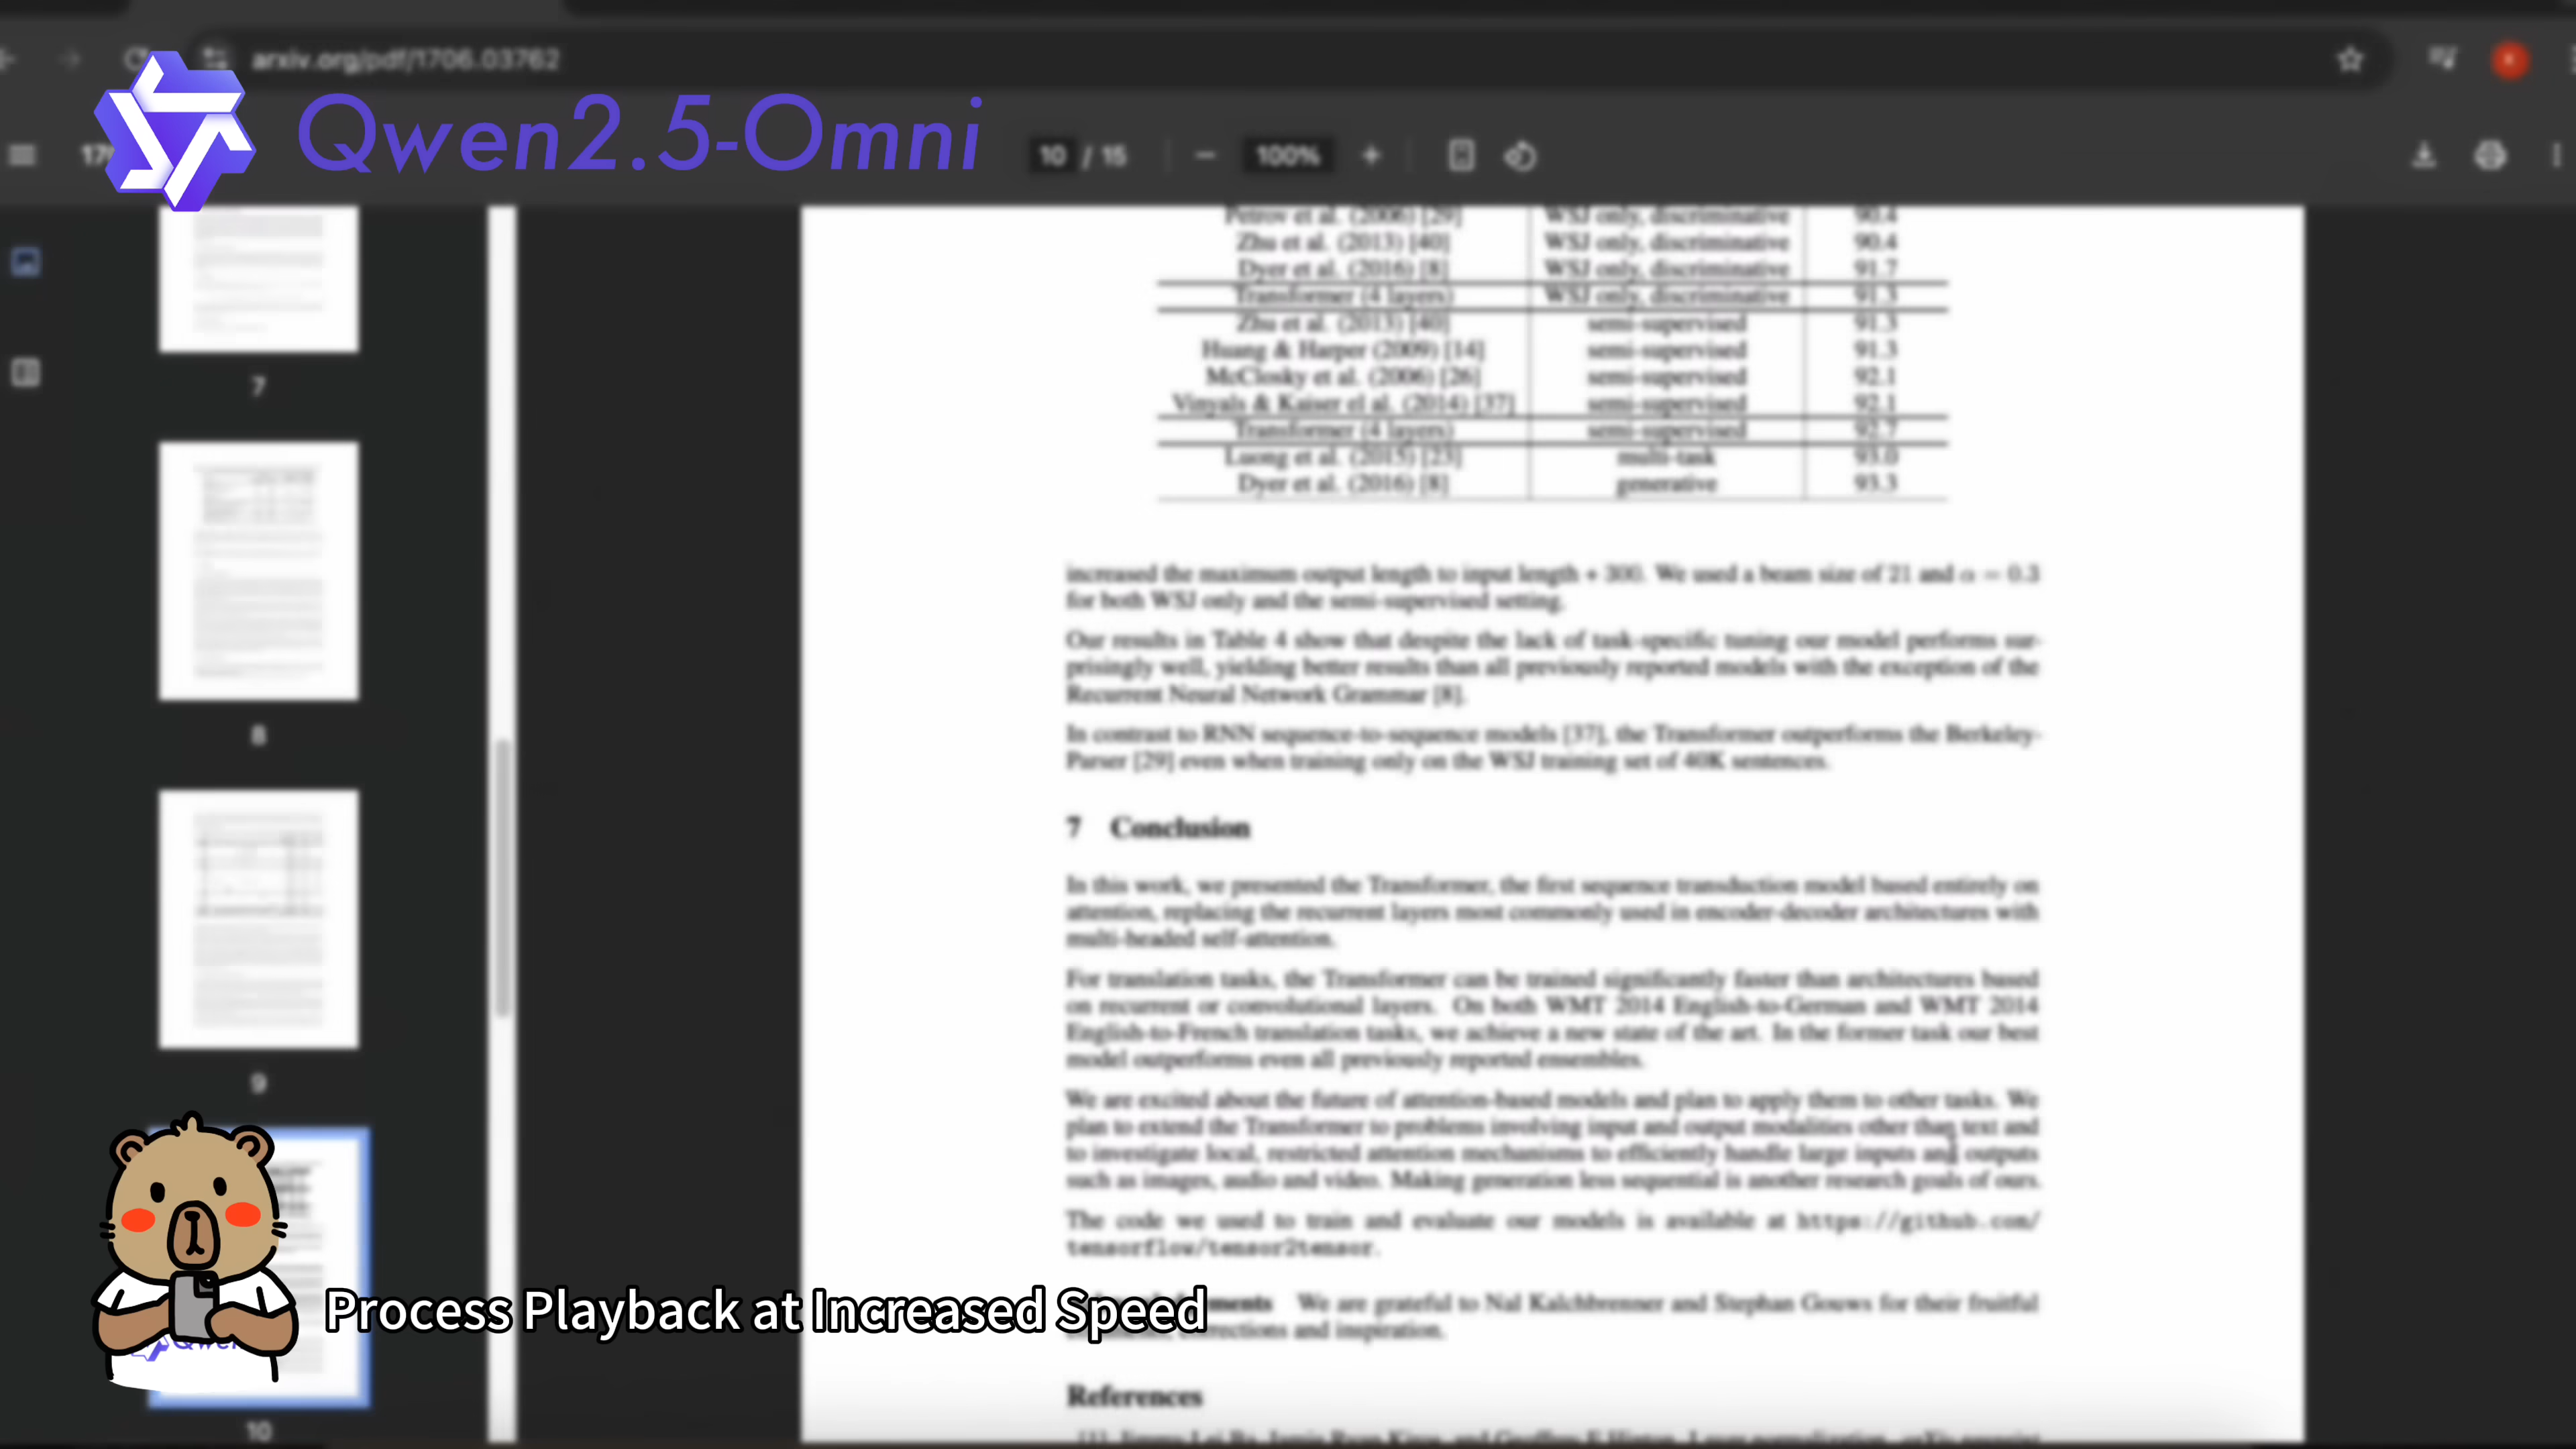 arxiv.org/pdf/1706.03762
Qwen2.5-Omni
10 / 15
100%
7
8
9
10
Petrov et al. (2006) [29] WSJ only, discriminative 90.4
Zhu et al. (2013) [40] WSJ only, discriminative 90.4
Dyer et al. (2016) [8] WSJ only, discriminative 91.7
Transformer (4 layers) WSJ only, discriminative 91.3
Zhu et al. (2013) [40] semi-supervised 91.3
Huang & Harper (2009) [14] semi-supervised 91.3
McClosky et al. (2006) [26] semi-supervised 92.1
Vinyals & Kaiser el al. (2014) [37] semi-supervised 92.1
Transformer (4 layers) semi-supervised 92.7
Luong et al. (2015) [23] multi-task 93.0
Dyer et al. (2016) [8] generative 93.3
increased the maximum output length to input length + 300. We used a beam size of 21 and α = 0.3
for both WSJ only and the semi-supervised setting.
Our results in Table 4 show that despite the lack of task-specific tuning our model performs sur-
prisingly well, yielding better results than all previously reported models with the exception of the
Recurrent Neural Network Grammar [8].
In contrast to RNN sequence-to-sequence models [37], the Transformer outperforms the Berkeley-
Parser [29] even when training only on the WSJ training set of 40K sentences.
7 Conclusion
In this work, we presented the Transformer, the first sequence transduction model based entirely on
attention, replacing the recurrent layers most commonly used in encoder-decoder architectures with
multi-headed self-attention.
For translation tasks, the Transformer can be trained significantly faster than architectures based
on recurrent or convolutional layers. On both WMT 2014 English-to-German and WMT 2014
English-to-French translation tasks, we achieve a new state of the art. In the former task our best
model outperforms even all previously reported ensembles.
We are excited about the future of attention-based models and plan to apply them to other tasks. We
plan to extend the Transformer to problems involving input and output modalities other than text and
to investigate local, restricted attention mechanisms to efficiently handle large inputs and outputs
such as images, audio and video. Making generation less sequential is another research goals of ours.
The code we used to train and evaluate our models is available at https://github.com/
tensorflow/tensor2tensor.
We are grateful to Nal Kalchbrenner and Stephan Gouws for their fruitful
and inspiration.
Process Playback at Increased Speed
References